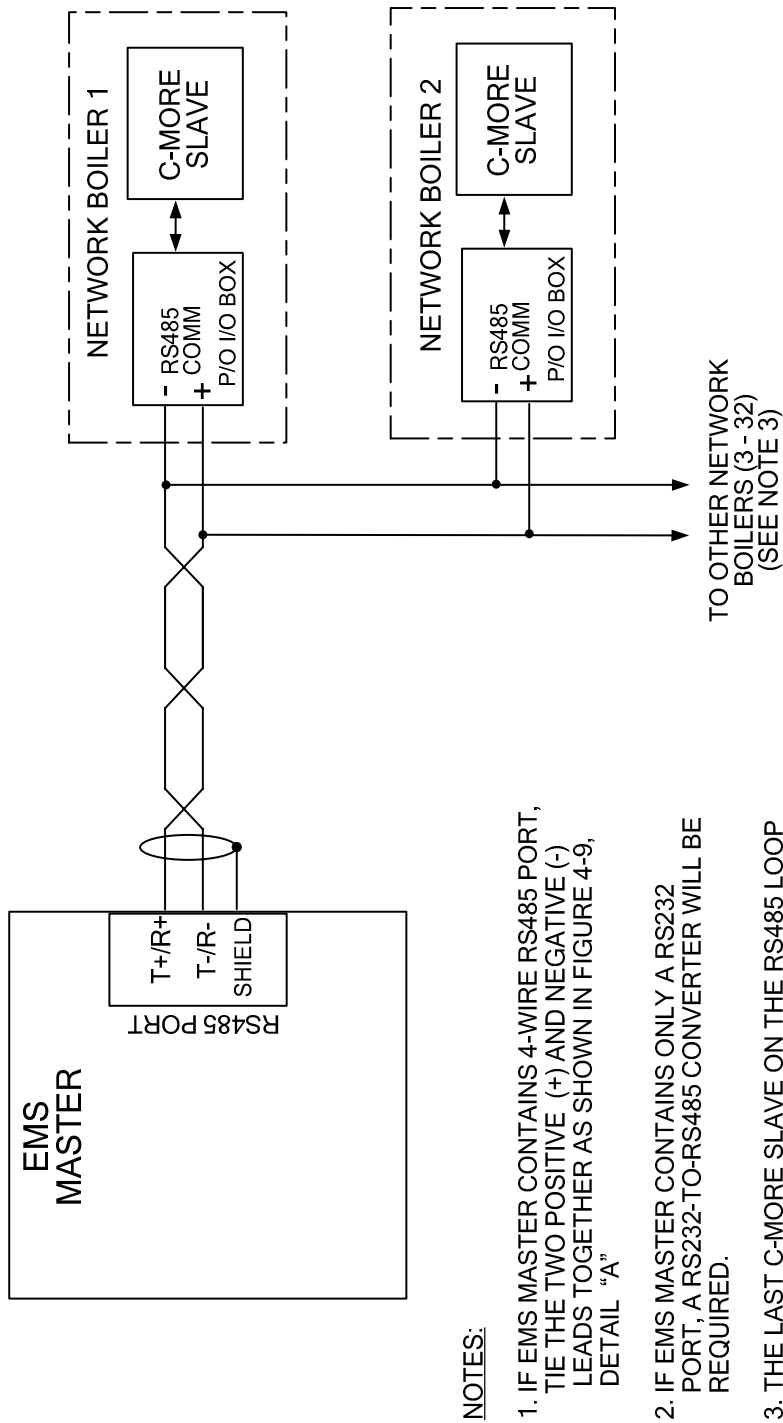 EMS
MASTER
RS485 PORT
T+/R+
T-/R-
SHIELD
NETWORK BOILER 1
-
RS485
COMM
+
P/O I/O BOX
C-MORE
SLAVE
NETWORK BOILER 2
-
RS485
COMM
+
P/O I/O BOX
C-MORE
SLAVE
TO OTHER NETWORK
BOILERS (3 - 32)
(SEE NOTE 3)
NOTES:
1. IF EMS MASTER CONTAINS 4-WIRE RS485 PORT,
TIE THE TWO POSITIVE (+) AND NEGATIVE (-)
LEADS TOGETHER AS SHOWN IN FIGURE 4-9,
DETAIL “A”
2. IF EMS MASTER CONTAINS ONLY A RS232
PORT, A RS232-TO-RS485 CONVERTER WILL BE
REQUIRED.
3. THE LAST C-MORE SLAVE ON THE RS485 LOOP